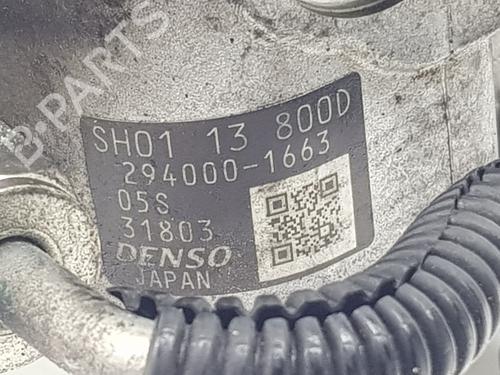 B-PARTS
SH01 13 800D
294000-1663
05S
31803
DENSO
JAPAN